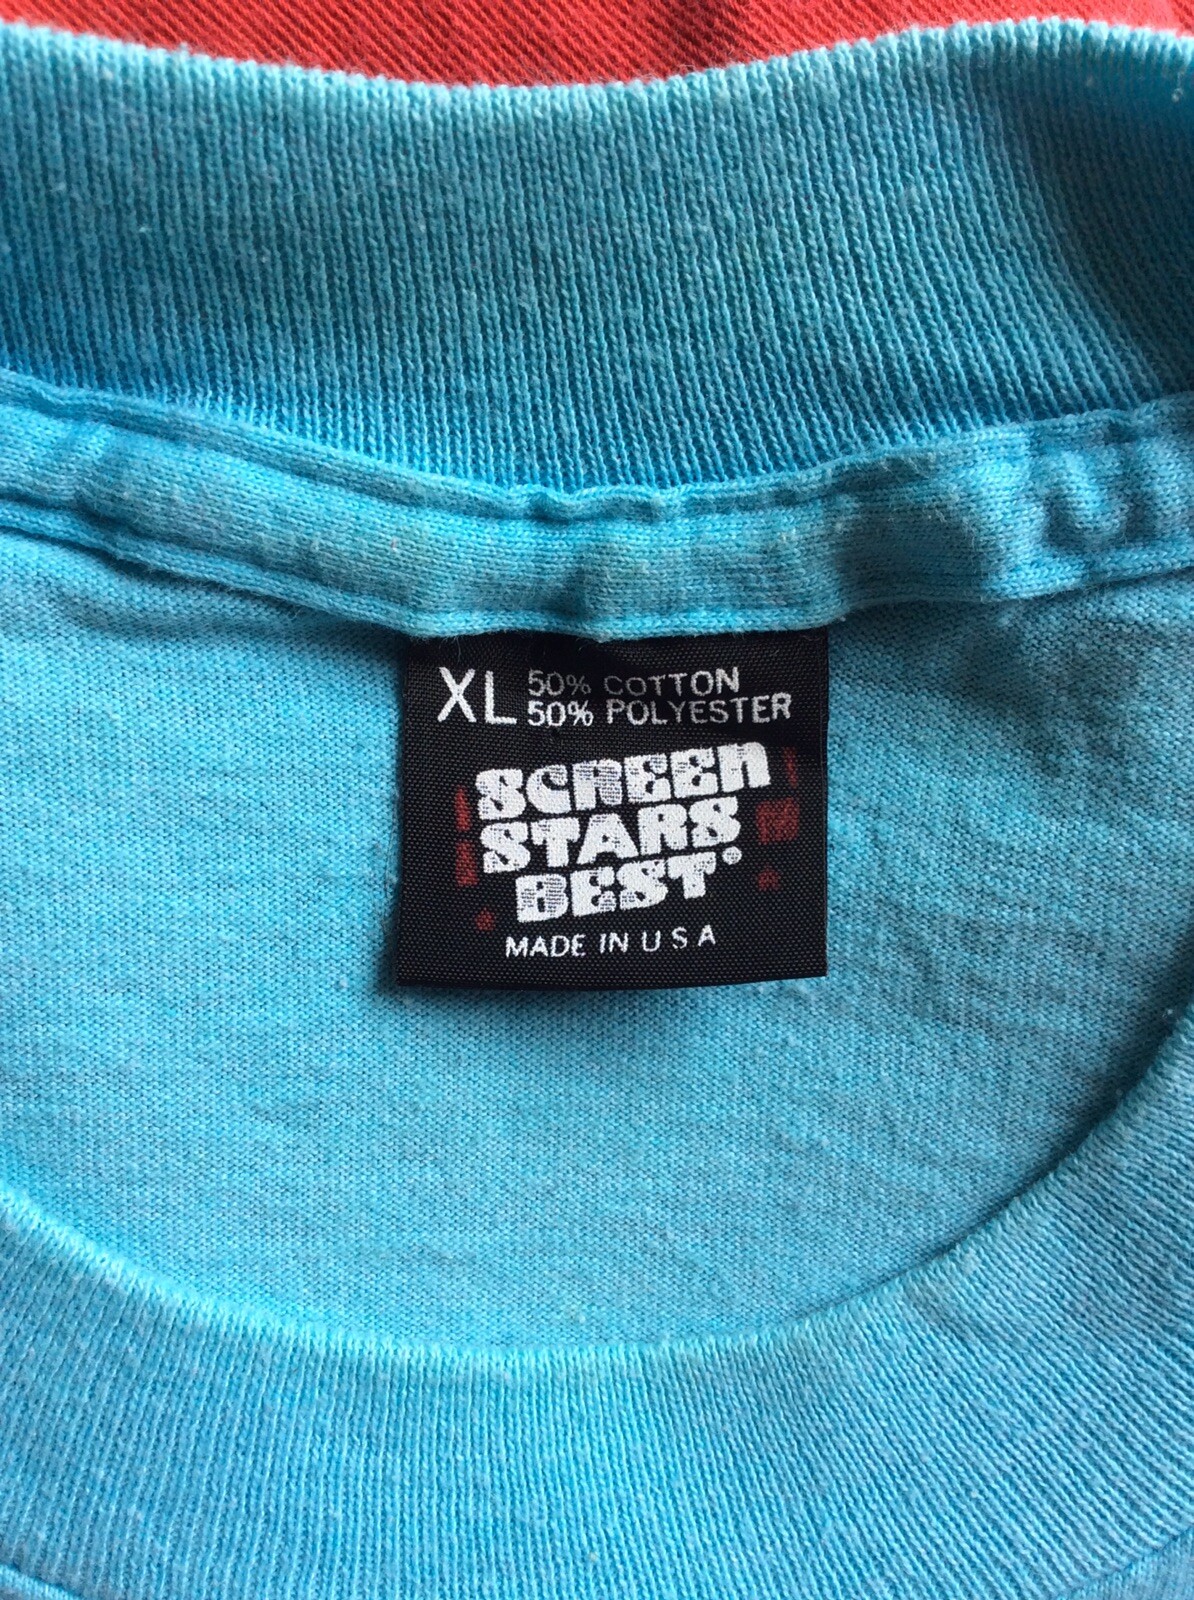 XL 50% COTTON
50% POLYESTER
SCREEN
STARS
BEST®
MADE IN U S A